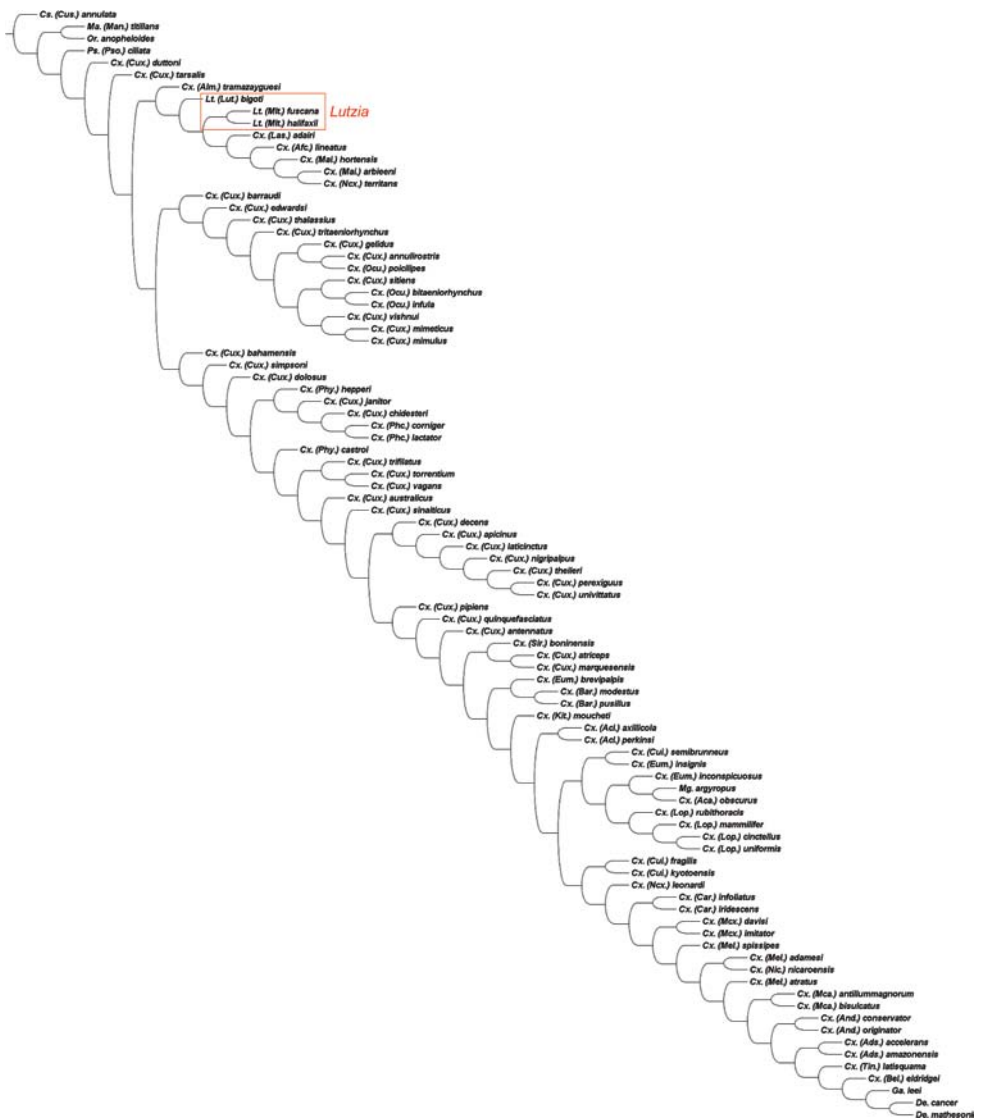 Cs. (Cus.) annulata
Ma. (Man.) titillans
Or. anopheloides
Ps. (Pso.) ciliata
Cx. (Cux.) duttoni
Cx. (Cux.) tarsalis
Cx. (Alm.) tramazayguesi
Lt. (Lut.) bigoti
Lt. (Mlt.) fuscana
Lutzia
Lt. (Mlt.) halifaxii
Cx. (Las.) adairi
Cx. (Afc.) lineatus
Cx. (Mai.) hortensis
Cx. (Mai.) arbieeni
Cx. (Ncx.) territans
Cx. (Cux.) barraudi
Cx. (Cux.) edwardsi
Cx. (Cux.) thalassius
Cx. (Cux.) tritaeniorhynchus
Cx. (Cux.) gelidus
Cx. (Cux.) annulirostris
Cx. (Ocu.) poicilipes
Cx. (Cux.) sitiens
Cx. (Ocu.) bitaeniorhynchus
Cx. (Ocu.) infula
Cx. (Cux.) vishnui
Cx. (Cux.) mimeticus
Cx. (Cux.) mimulus
Cx. (Cux.) bahamensis
Cx. (Cux.) simpsoni
Cx. (Cux.) dolosus
Cx. (Phy.) hepperi
Cx. (Cux.) janitor
Cx. (Cux.) chidesteri
Cx. (Phc.) corniger
Cx. (Phc.) lactator
Cx. (Phy.) castroi
Cx. (Cux.) trifilatus
Cx. (Cux.) torrentium
Cx. (Cux.) vagans
Cx. (Cux.) australicus
Cx. (Cux.) sinaiticus
Cx. (Cux.) decens
Cx. (Cux.) apicinus
Cx. (Cux.) laticinctus
Cx. (Cux.) nigripalpus
Cx. (Cux.) theileri
Cx. (Cux.) perexiguus
Cx. (Cux.) univittatus
Cx. (Cux.) pipiens
Cx. (Cux.) quinquefasciatus
Cx. (Cux.) antennatus
Cx. (Sir.) boninensis
Cx. (Cux.) atriceps
Cx. (Cux.) marquesensis
Cx. (Eum.) brevipalpis
Cx. (Bar.) modestus
Cx. (Bar.) pusillus
Cx. (Kit.) moucheti
Cx. (Acl.) axillicola
Cx. (Acl.) perkinsi
Cx. (Cui.) semibrunneus
Cx. (Eum.) insignis
Cx. (Eum.) inconspicuosus
Mg. argyropus
Cx. (Aca.) obscurus
Cx. (Lop.) rubithoracis
Cx. (Lop.) mammilifer
Cx. (Lop.) cinctellus
Cx. (Lop.) uniformis
Cx. (Cui.) fragilis
Cx. (Cui.) kyotoensis
Cx. (Ncx.) leonardi
Cx. (Car.) infoliatus
Cx. (Car.) iridescens
Cx. (Mcx.) davisi
Cx. (Mcx.) imitator
Cx. (Mel.) spissipes
Cx. (Mel.) adamesi
Cx. (Nic.) nicaroensis
Cx. (Mel.) atratus
Cx. (Mca.) antillummagnorum
Cx. (Mca.) bisulcatus
Cx. (And.) conservator
Cx. (And.) originator
Cx. (Ads.) accelerans
Cx. (Ads.) amazonensis
Cx. (Tin.) latisquama
Cx. (Bel.) eldridgei
Ga. leei
De. cancer
De. mathesoni